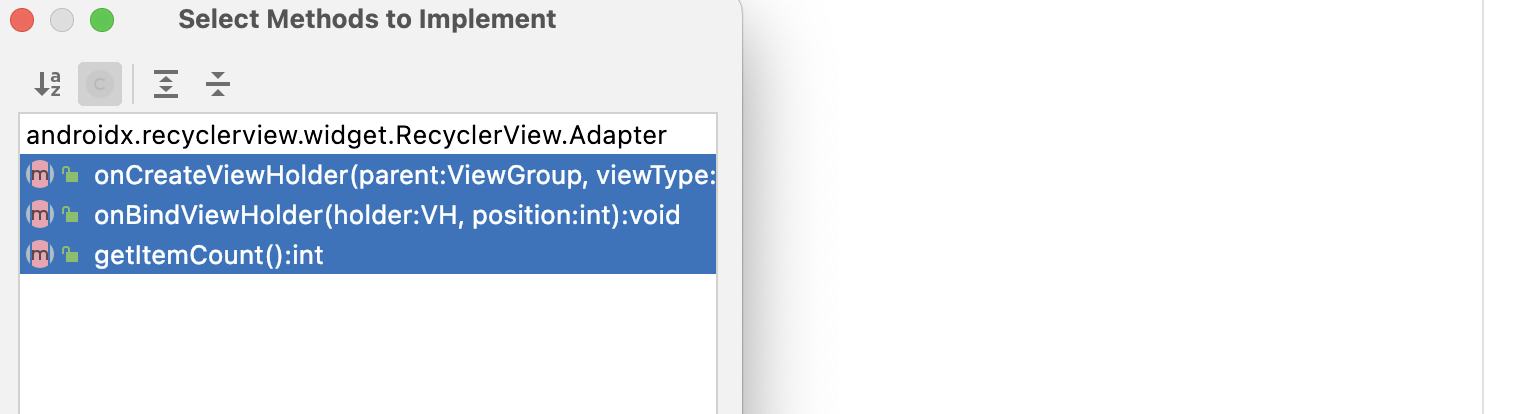 Select Methods to Implement
a
z
C
androidx.recyclerview.widget.RecyclerView.Adapter
m onCreateViewHolder(parent:ViewGroup, viewType:
m onBindViewHolder(holder:VH, position:int):void
m getItemCount():int